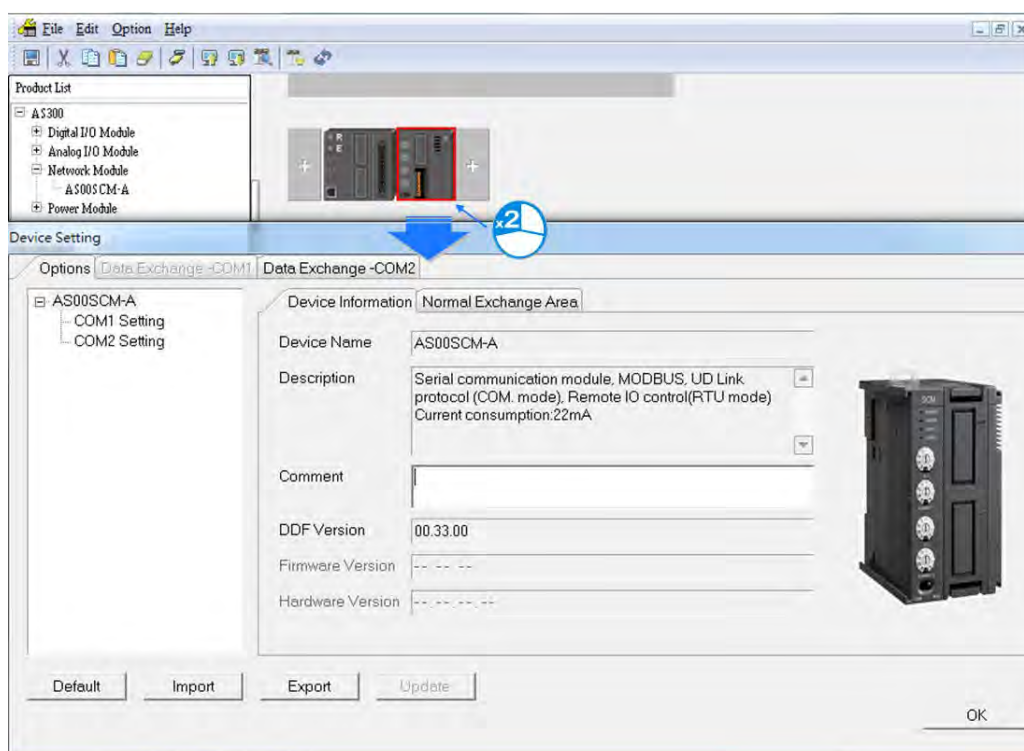 File Edit Option Help
Product List
AS300
Digital I/O Module
Analog I/O Module
Network Module
AS00SCM-A
Power Module
R
E
x2
Device Setting
Options Data Exchange -COM1 Data Exchange -COM2
AS00SCM-A
COM1 Setting
COM2 Setting
Device Information Normal Exchange Area
Device Name AS00SCM-A
Description Serial communication module, MODBUS, UD Link
protocol (COM. mode), Remote IO control(RTU mode)
Current consumption:22mA
SCM
Comment
DDF Version 00.33.00
Firmware Version -- -- --
Hardware Version -- -- -- --
Default Import Export Update
OK